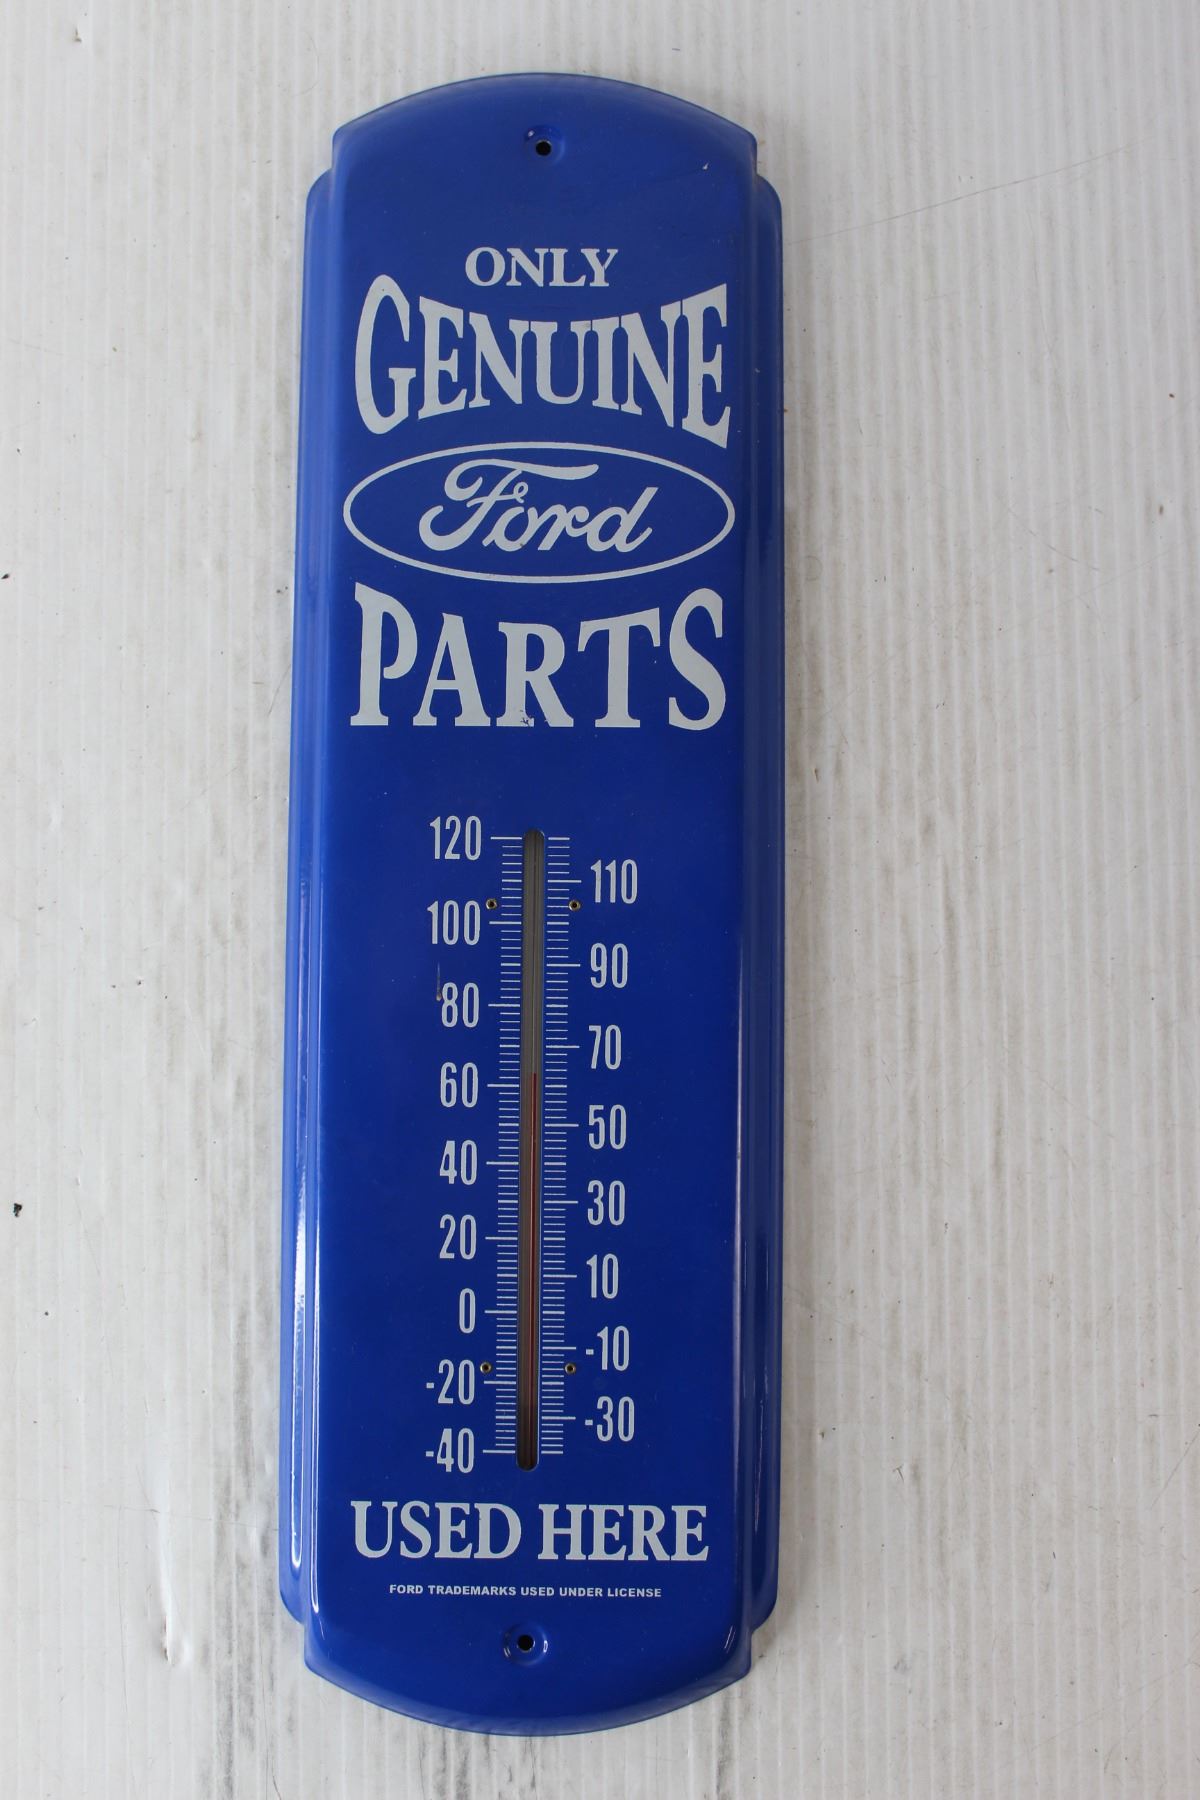 ONLY
GENUINE
Ford
PARTS
120
110
100
90
80
70
60
50
40
30
20
10
0
-10
-20
-30
-40
USED HERE
FORD TRADEMARKS USED UNDER LICENSE